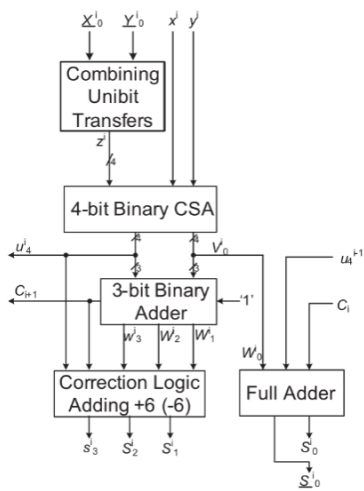 X^i_0 Y^i_0 x^i y^i
Combining
Unibit
Transfers
z^i
4
4-bit Binary CSA
4 4
u^i_4 V^i_0 u_4^{i-1}
3 3
C_{i+1} 3-bit Binary '1' C_i
Adder
w^i_3 W^i_2 W^i_1 W^i_0
Correction Logic
Adding +6 (-6)
Full Adder
s^i_3 S^i_2 S^i_1 S^i_0
S^i_0